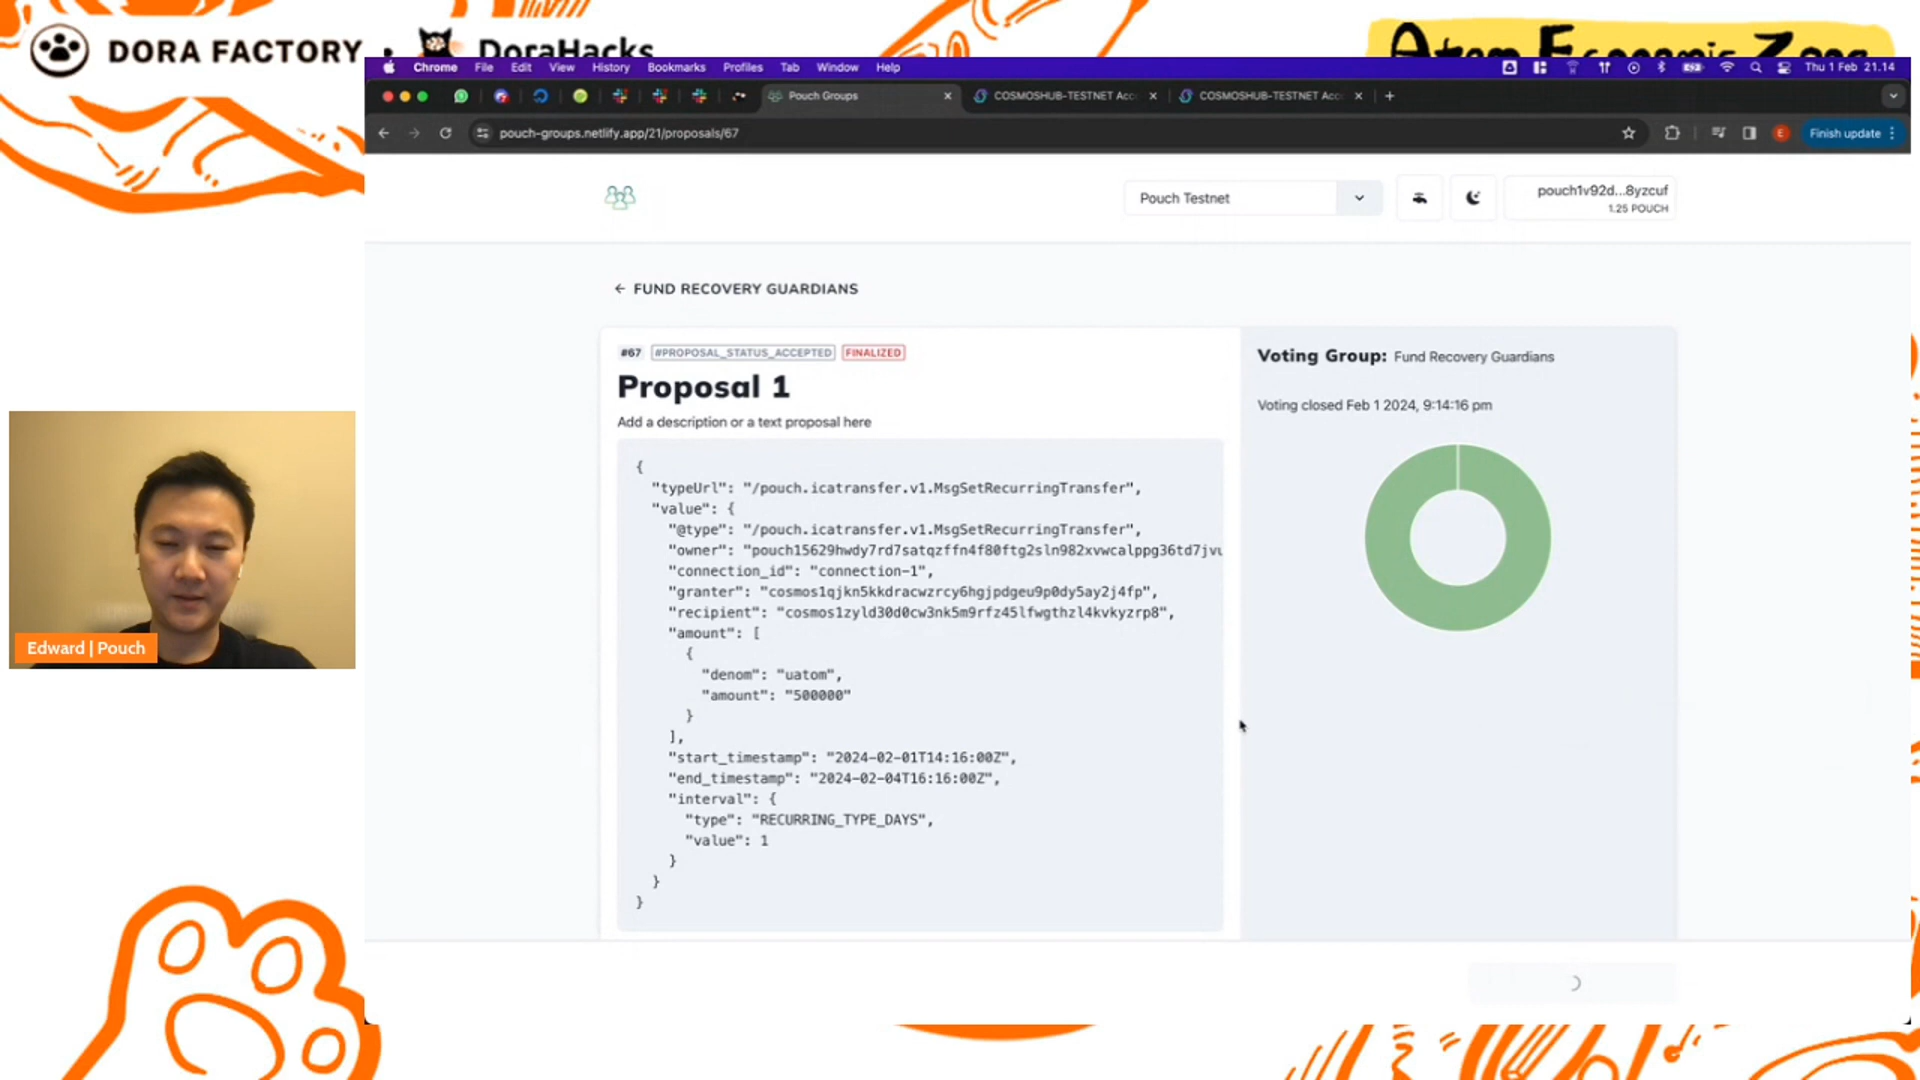 DORA FACTORY
DoraHacks
Atom Economic Zone
Chrome File Edit View History Bookmarks Profiles Tab Window Help
Thu 1 Feb 21.14
Pouch Groups
COSMOSHUB-TESTNET Acc
COSMOSHUB-TESTNET Acc
pouch-groups.netlify.app/21/proposals/67
E
Finish update
Pouch Testnet
pouch1v92d...8yzcuf
1.25 POUCH
← FUND RECOVERY GUARDIANS
#67 #PROPOSAL_STATUS_ACCEPTED FINALIZED
Proposal 1
Add a description or a text proposal here
{
"typeUrl": "/pouch.icatransfer.v1.MsgSetRecurringTransfer",
"value": {
"@type": "/pouch.icatransfer.v1.MsgSetRecurringTransfer",
"owner": "pouch15629hwdy7rd7satqzffn4f80ftg2sln982xvwcalppg36td7jvu
"connection_id": "connection-1",
"granter": "cosmos1qjkn5kkdracwzrcy6hgjpdgeu9p0dy5ay2j4fp",
"recipient": "cosmos1zyld30d0cw3nk5m9rfz45lfwgthzl4kvkyzrp8",
"amount": [
{
"denom": "uatom",
"amount": "500000"
}
],
"start_timestamp": "2024-02-01T14:16:00Z",
"end_timestamp": "2024-02-04T16:16:00Z",
"interval": {
"type": "RECURRING_TYPE_DAYS",
"value": 1
}
}
}
Voting Group: Fund Recovery Guardians
Voting closed Feb 1 2024, 9:14:16 pm
Edward | Pouch